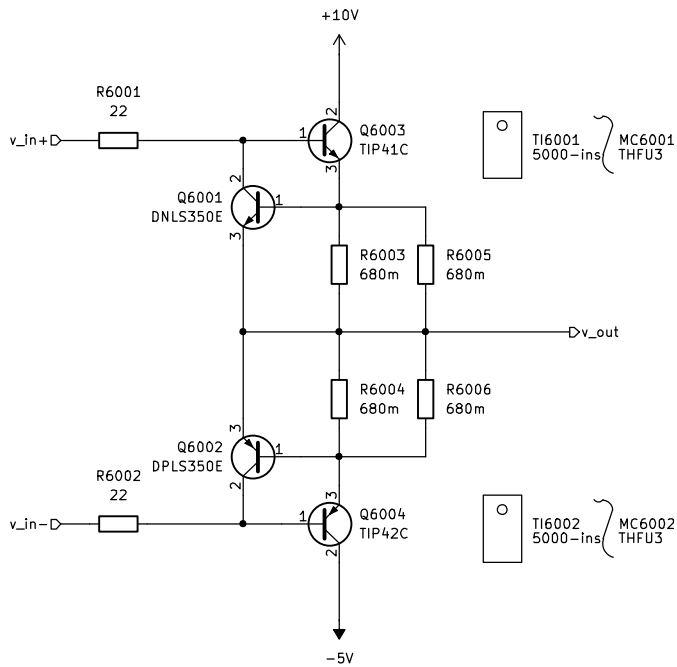 +10V
R6001
22
v_in+
1
2
3
Q6003
TIP41C
TI6001
5000-ins
MC6001
THFU3
Q6001
DNLS350E
2
1
3
R6003
680m
R6005
680m
v_out
R6004
680m
R6006
680m
Q6002
DPLS350E
3
1
2
R6002
22
v_in-
1
3
2
Q6004
TIP42C
TI6002
5000-ins
MC6002
THFU3
-5V